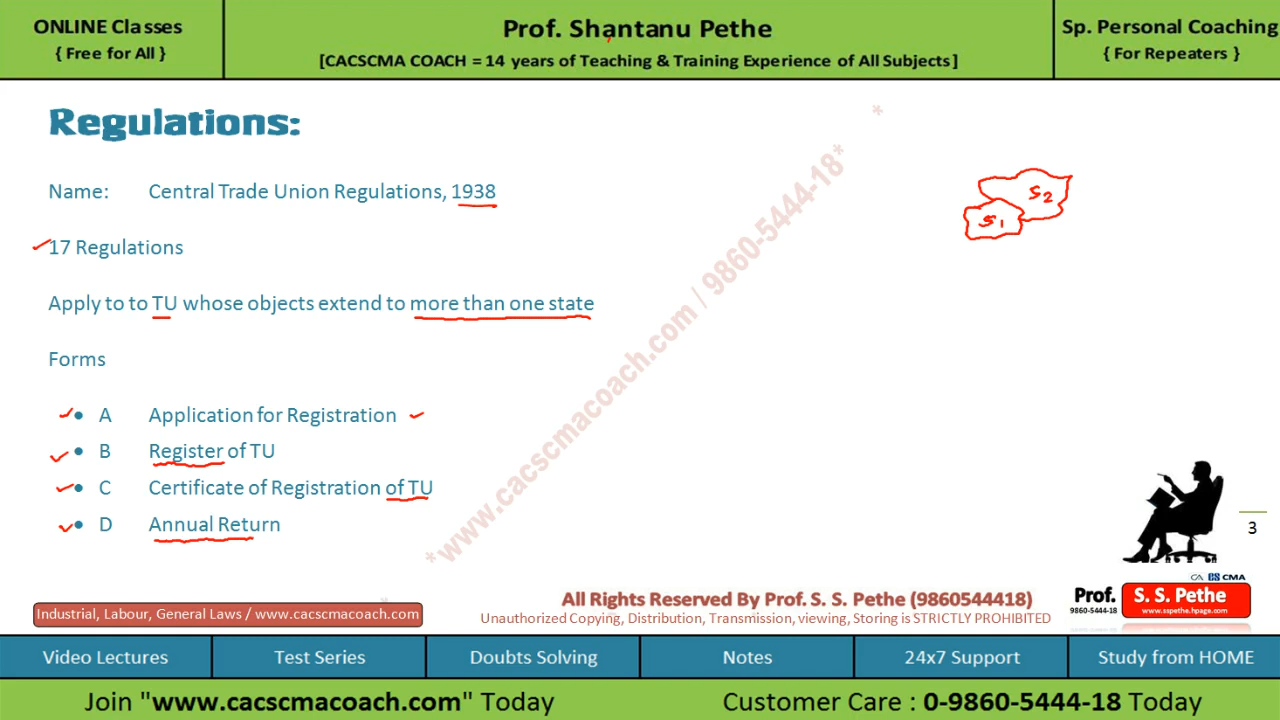 ONLINE Classes
{ Free for All }
Prof. Shantanu Pethe
[CACSCMA COACH = 14 years of Teaching & Training Experience of All Subjects]
Sp. Personal Coaching
{ For Repeaters }
Regulations:
Name: Central Trade Union Regulations, 1938
17 Regulations
Apply to to TU whose objects extend to more than one state
Forms
• A Application for Registration
• B Register of TU
• C Certificate of Registration of TU
• D Annual Return
S1
S2
*www.cacscmacoach.com / 9860-5444-18*
3
CA CS CMA
Prof. S. S. Pethe
9860-5444-18 www.sspethe.hpage.com
Industrial, Labour, General Laws / www.cacscmacoach.com
All Rights Reserved By Prof. S. S. Pethe (9860544418)
Unauthorized Copying, Distribution, Transmission, viewing, Storing is STRICTLY PROHIBITED
Video Lectures
Test Series
Doubts Solving
Notes
24x7 Support
Study from HOME
Join "www.cacscmacoach.com" Today
Customer Care : 0-9860-5444-18 Today